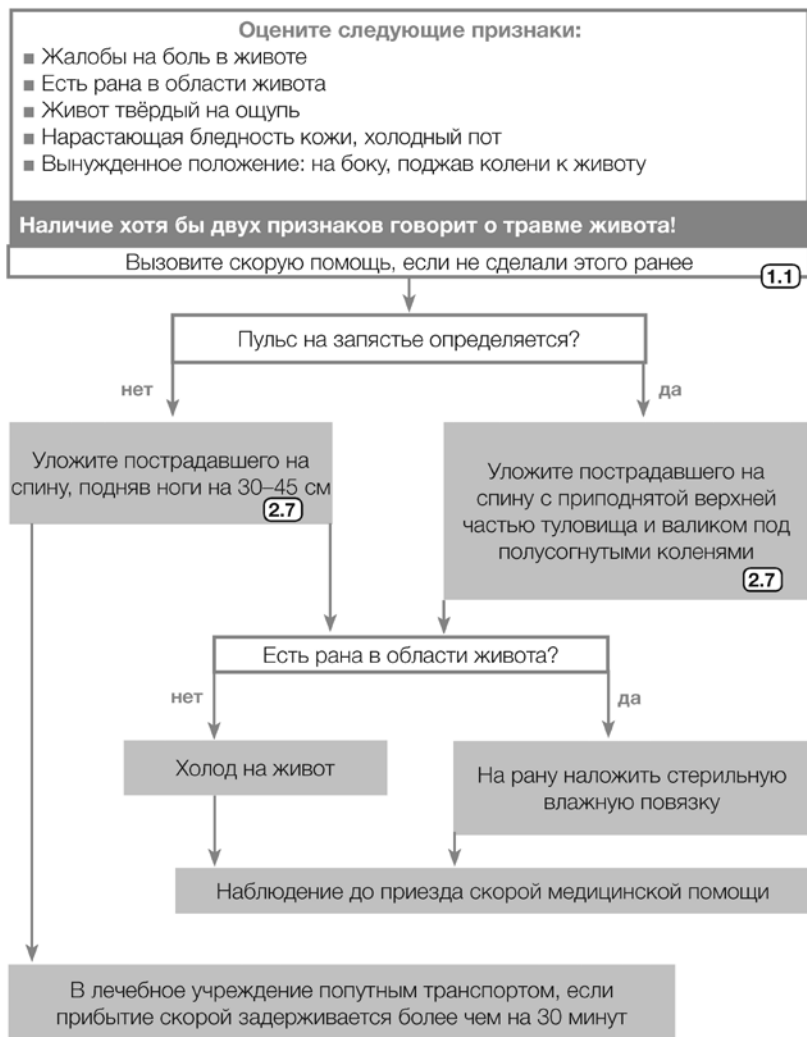 Оцените следующие признаки:
■ Жалобы на боль в животе
■ Есть рана в области живота
■ Живот твёрдый на ощупь
■ Нарастающая бледность кожи, холодный пот
■ Вынужденное положение: на боку, поджав колени к животу
Наличие хотя бы двух признаков говорит о травме живота!
Вызовите скорую помощь, если не сделали этого ранее
1.1
Пульс на запястье определяется?
нет
да
Уложите пострадавшего на
спину, подняв ноги на 30–45 см
2.7
Уложите пострадавшего на
спину с приподнятой верхней
частью туловища и валиком под
полусогнутыми коленями
2.7
Есть рана в области живота?
нет
да
Холод на живот
На рану наложить стерильную
влажную повязку
Наблюдение до приезда скорой медицинской помощи
В лечебное учреждение попутным транспортом, если
прибытие скорой задерживается более чем на 30 минут